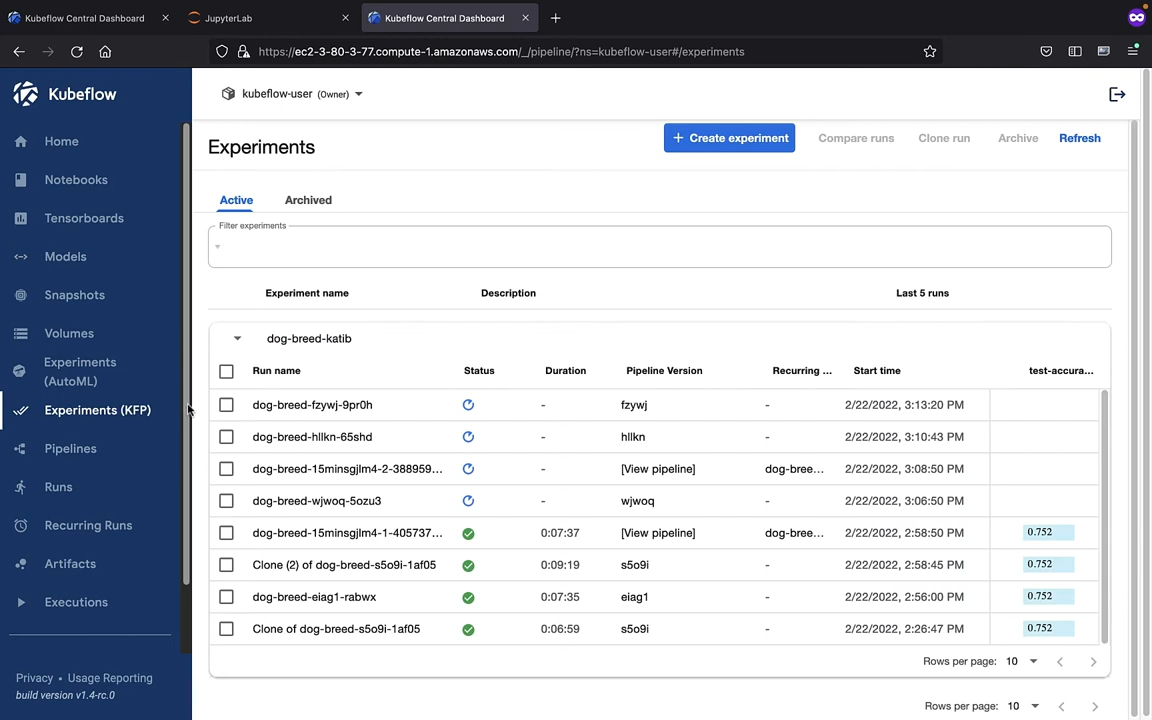 Kubeflow Central Dashboard
JupyterLab
Kubeflow Central Dashboard
https://ec2-3-80-3-77.compute-1.amazonaws.com/_/pipeline/?ns=kubeflow-user#/experiments
Kubeflow
kubeflow-user (Owner)
Home
Notebooks
Tensorboards
Models
Snapshots
Volumes
Experiments
(AutoML)
Experiments (KFP)
Pipelines
Runs
Recurring Runs
Artifacts
Executions
Privacy • Usage Reporting
build version v1.4-rc.0
Experiments
+ Create experiment
Compare runs
Clone run
Archive
Refresh
Active
Archived
Filter experiments
Experiment name Description Last 5 runs
dog-breed-katib
Run name Status Duration Pipeline Version Recurring ... Start time test-accura...
dog-breed-fzywj-9pr0h - fzywj - 2/22/2022, 3:13:20 PM
dog-breed-hllkn-65shd - hllkn - 2/22/2022, 3:10:43 PM
dog-breed-15minsgjlm4-2-388959... - [View pipeline] dog-bree... 2/22/2022, 3:08:50 PM
dog-breed-wjwoq-5ozu3 - wjwoq - 2/22/2022, 3:06:50 PM
dog-breed-15minsgjlm4-1-405737... 0:07:37 [View pipeline] dog-bree... 2/22/2022, 2:58:50 PM 0.752
Clone (2) of dog-breed-s5o9i-1af05 0:09:19 s5o9i - 2/22/2022, 2:58:45 PM 0.752
dog-breed-eiag1-rabwx 0:07:35 eiag1 - 2/22/2022, 2:56:00 PM 0.752
Clone of dog-breed-s5o9i-1af05 0:06:59 s5o9i - 2/22/2022, 2:26:47 PM 0.752
Rows per page: 10
Rows per page: 10